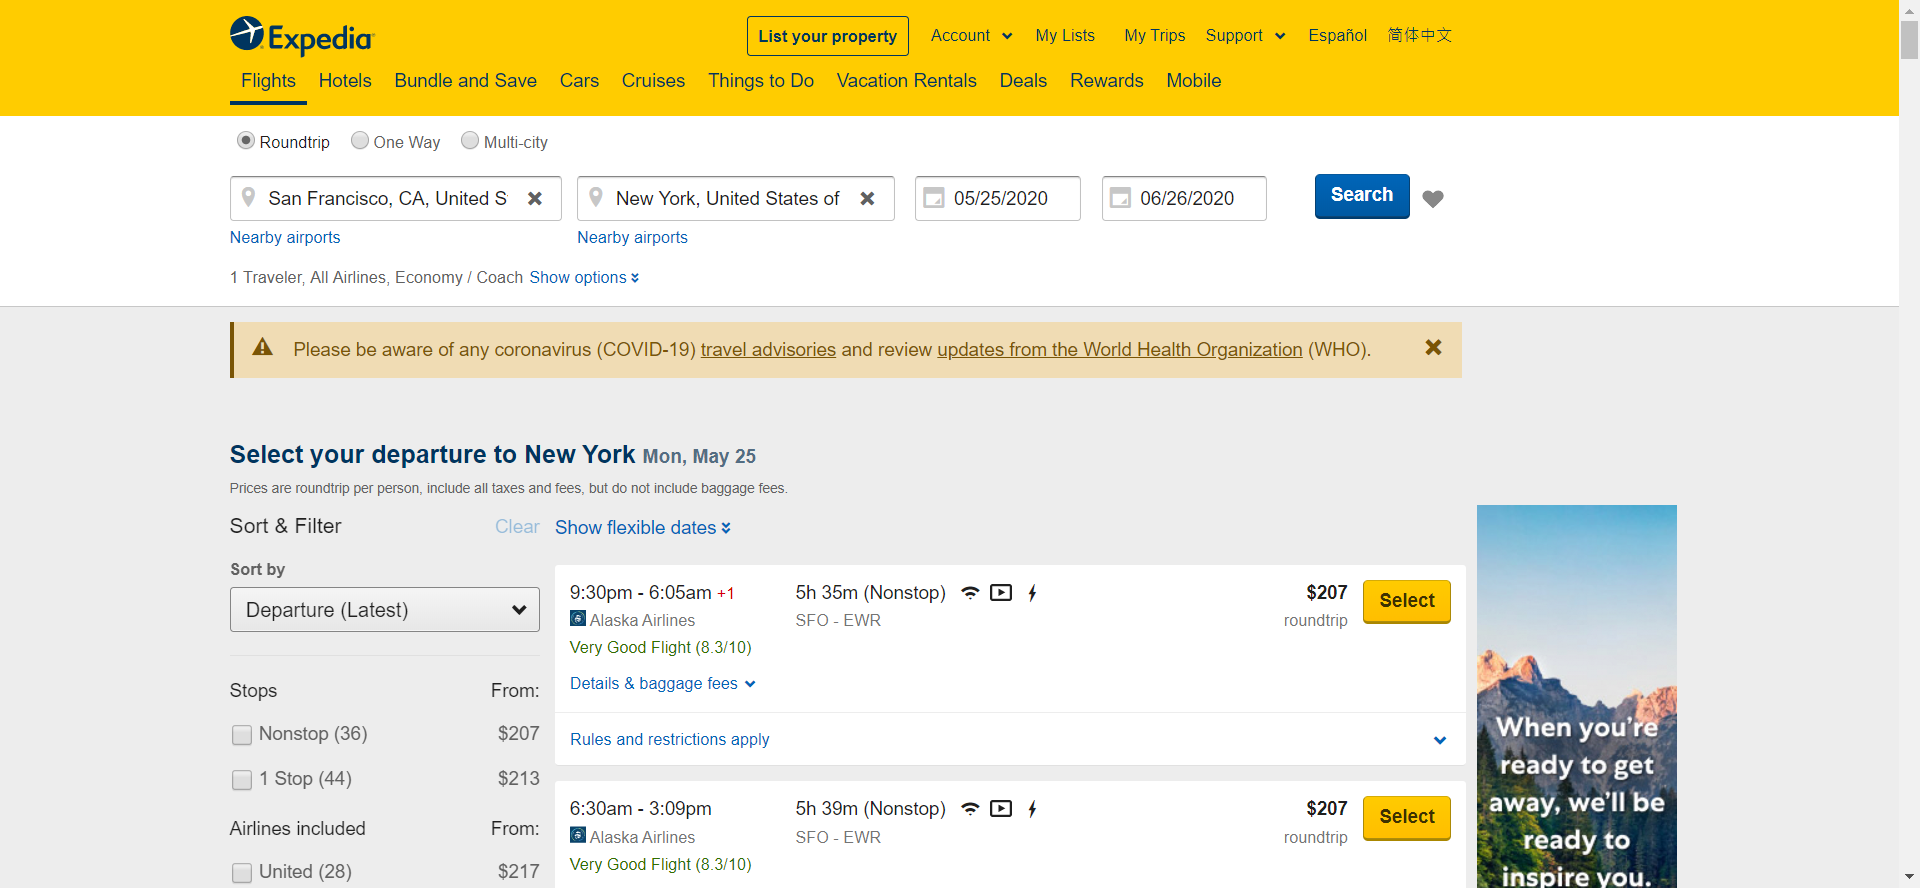 Expedia
List your property
Account
My Lists
My Trips
Support
Español
简体中文
Flights
Hotels
Bundle and Save
Cars
Cruises
Things to Do
Vacation Rentals
Deals
Rewards
Mobile
Roundtrip
One Way
Multi-city
San Francisco, CA, United S
New York, United States of
05/25/2020
06/26/2020
Search
Nearby airports
Nearby airports
1 Traveler, All Airlines, Economy / Coach Show options
Please be aware of any coronavirus (COVID-19) travel advisories and review updates from the World Health Organization (WHO).
Select your departure to New York Mon, May 25
Prices are roundtrip per person, include all taxes and fees, but do not include baggage fees.
Sort & Filter
Clear
Show flexible dates
Sort by
Departure (Latest)
Stops From:
Nonstop (36) $207
1 Stop (44) $213
Airlines included From:
United (28) $217
9:30pm - 6:05am +1
5h 35m (Nonstop)
$207
Select
Alaska Airlines
SFO - EWR
roundtrip
Very Good Flight (8.3/10)
Details & baggage fees
Rules and restrictions apply
6:30am - 3:09pm
5h 39m (Nonstop)
$207
Select
Alaska Airlines
SFO - EWR
roundtrip
Very Good Flight (8.3/10)
When you're
ready to get
away, we'll be
ready to
inspire you.